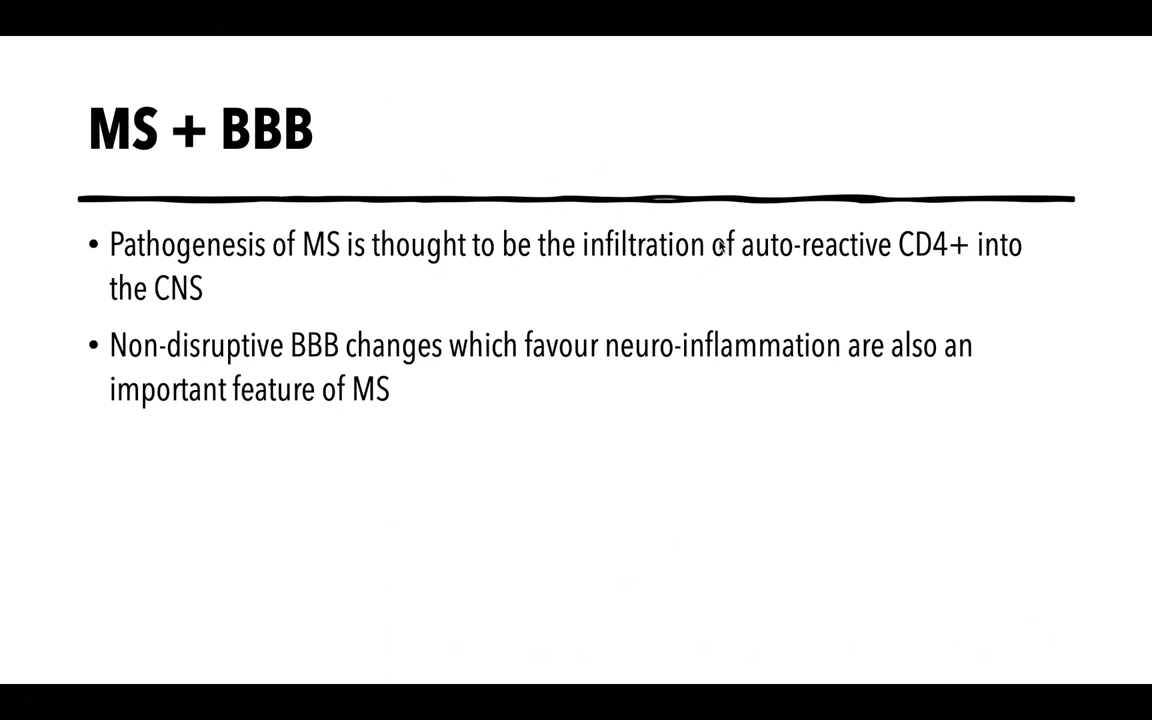 MS + BBB
• Pathogenesis of MS is thought to be the infiltration of auto-reactive CD4+ into
the CNS
• Non-disruptive BBB changes which favour neuro-inflammation are also an
important feature of MS